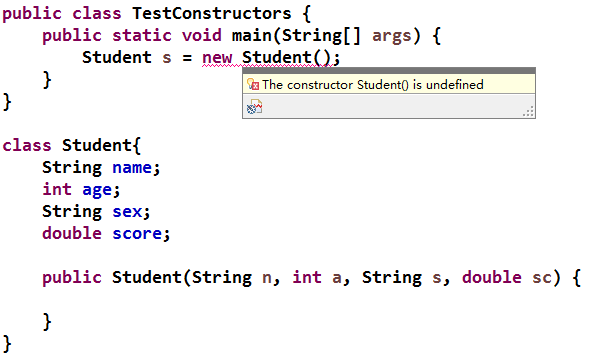 public class TestConstructors {
    public static void main(String[] args) {
        Student s = new Student();
The constructor Student() is undefined
    }
}
class Student{
    String name;
    int age;
    String sex;
    double score;
    public Student(String n, int a, String s, double sc) {
    }
}